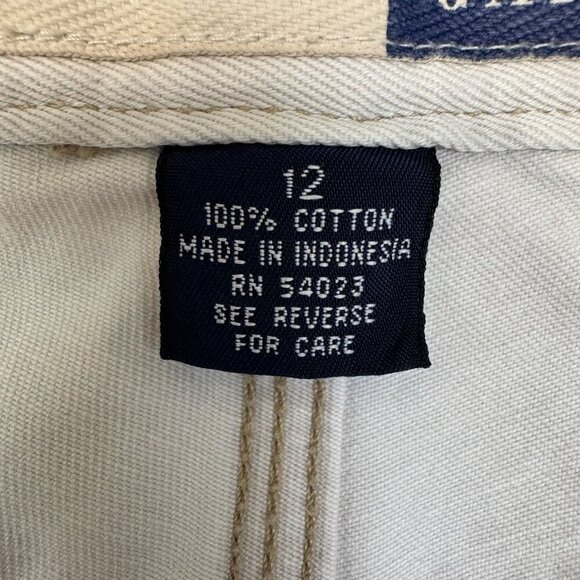 12
100% COTTON
MADE IN INDONESIA
RN 54023
SEE REVERSE
FOR CARE